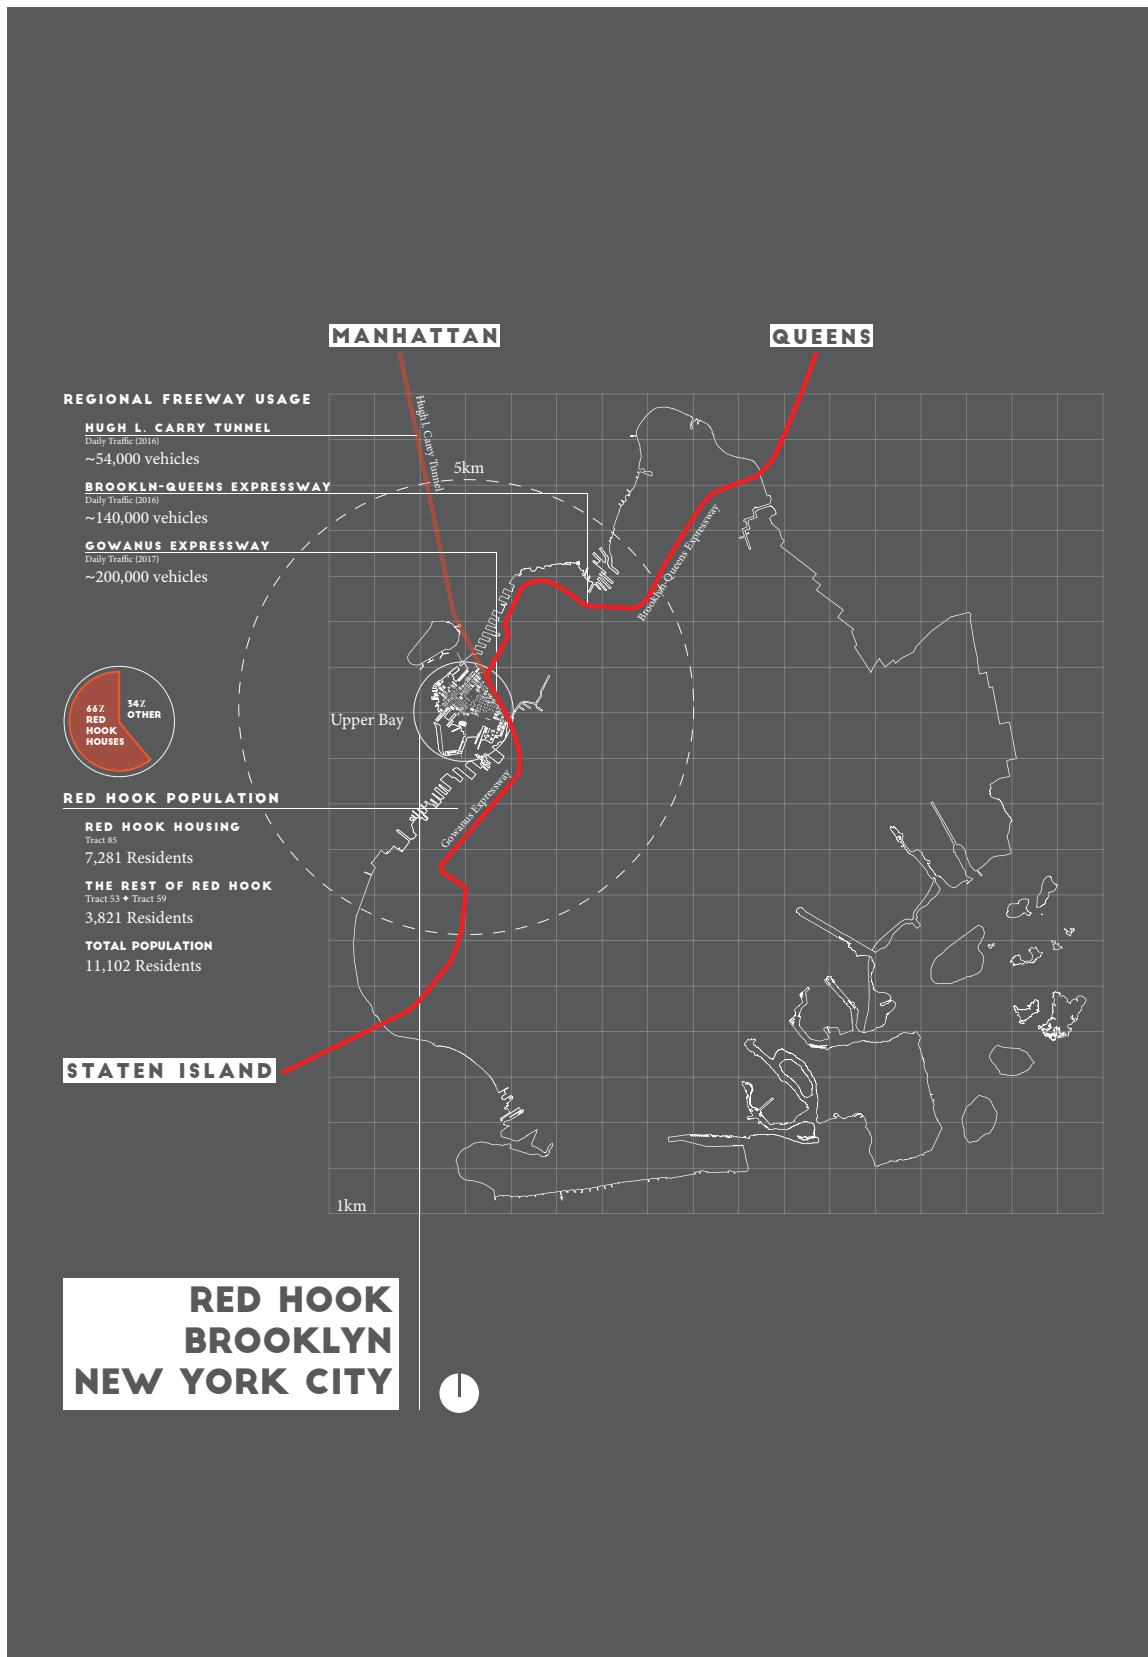 MANHATTAN
QUEENS
REGIONAL FREEWAY USAGE
HUGH L. CARRY TUNNEL
Daily Traffic (2016)
~54,000 vehicles
BROOKLN-QUEENS EXPRESSWAY
Daily Traffic (2016)
~140,000 vehicles
GOWANUS EXPRESSWAY
Daily Traffic (2017)
~200,000 vehicles
Hugh L. Carey Tunnel
5km
Brooklyn-Queens Expressway
66%
RED
HOOK
HOUSES
34%
OTHER
Upper Bay
Gowanus Expressway
RED HOOK POPULATION
RED HOOK HOUSING
Tract 85
7,281 Residents
THE REST OF RED HOOK
Tract 53 + Tract 59
3,821 Residents
TOTAL POPULATION
11,102 Residents
STATEN ISLAND
1km
RED HOOK
BROOKLYN
NEW YORK CITY